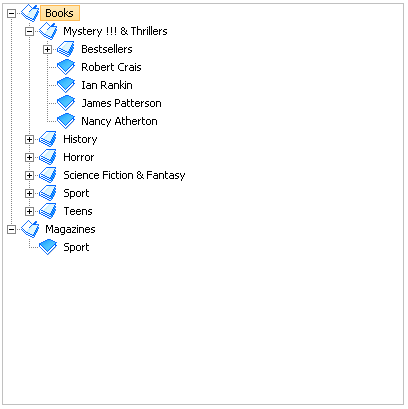 Books
Mystery !!! & Thrillers
Bestsellers
Robert Crais
Ian Rankin
James Patterson
Nancy Atherton
History
Horror
Science Fiction & Fantasy
Sport
Teens
Magazines
Sport